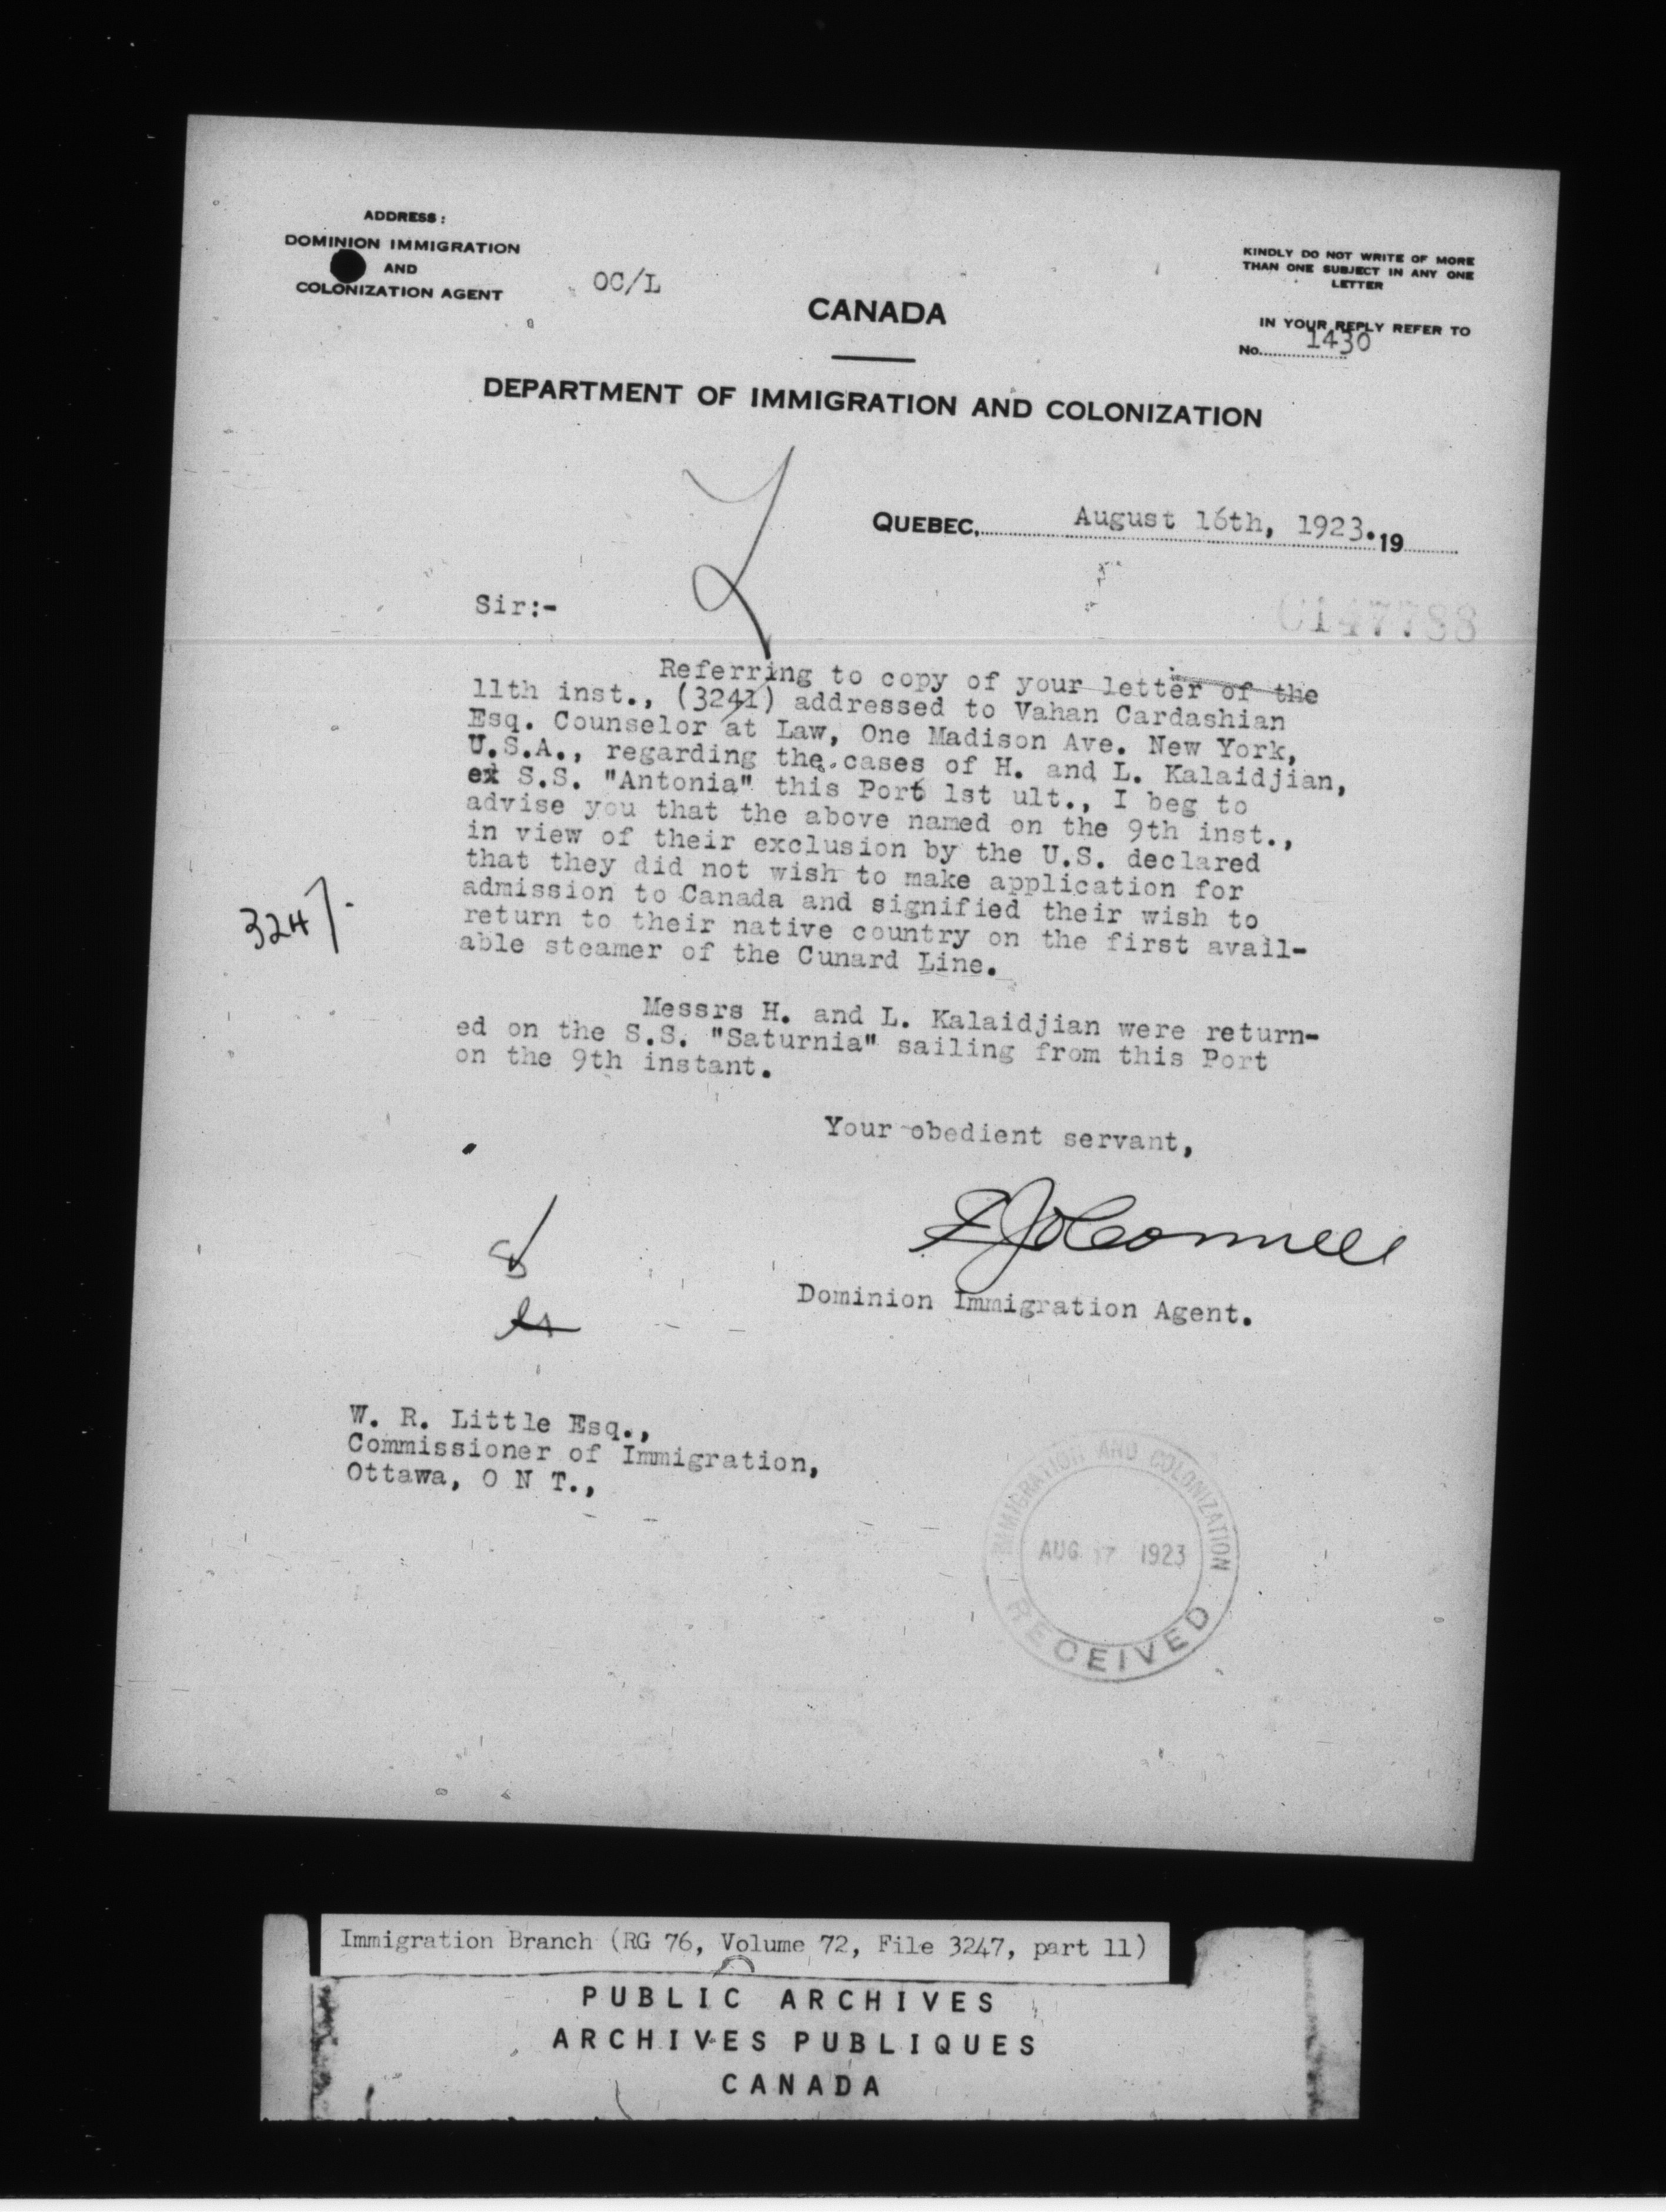 ADDRESS:
DOMINION IMMIGRATION
AND
COLONIZATION AGENT
OC/L
CANADA
KINDLY DO NOT WRITE OF MORE
THAN ONE SUBJECT IN ANY ONE
LETTER
IN YOUR REPLY REFER TO
No. 1430
DEPARTMENT OF IMMIGRATION AND COLONIZATION
QUEBEC, August 16th, 1923. 19
Sir:-
C147788
Referring to copy of your letter of the
11th inst., (3241) addressed to Vahan Cardashian
Esq. Counselor at Law, One Madison Ave. New York,
U.S.A., regarding the cases of H. and L. Kalaidjian,
ex S.S. "Antonia" this Port 1st ult., I beg to
advise you that the above named on the 9th inst.,
in view of their exclusion by the U.S. declared
that they did not wish to make application for
admission to Canada and signified their wish to
return to their native country on the first avail-
able steamer of the Cunard Line.
3247.
Messrs H. and L. Kalaidjian were return-
ed on the S.S. "Saturnia" sailing from this Port
on the 9th instant.
Your obedient servant,
Dominion Immigration Agent.
W. R. Little Esq.,
Commissioner of Immigration,
Ottawa, O N T.,
IMMIGRATION AND COLONIZATION
AUG 17 1923
RECEIVED
Immigration Branch (RG 76, Volume 72, File 3247, part 11)
PUBLIC ARCHIVES
ARCHIVES PUBLIQUES
CANADA